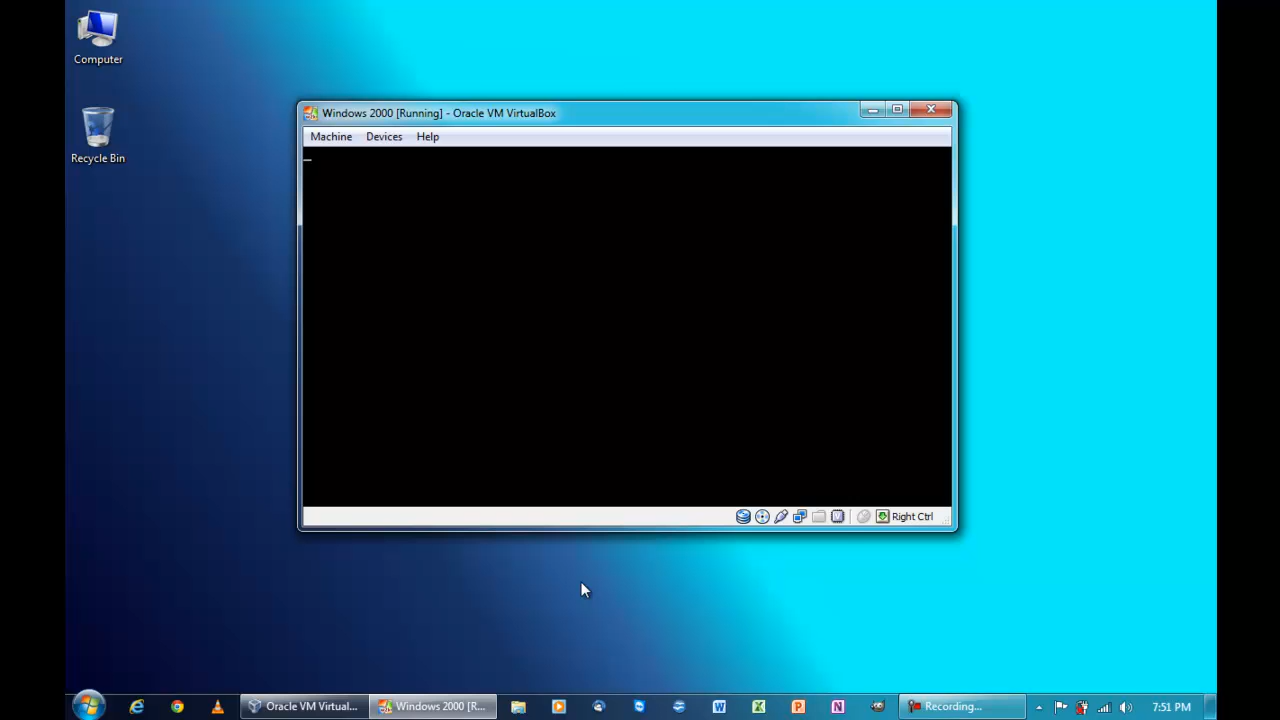 Computer
Recycle Bin
Windows 2000 [Running] - Oracle VM VirtualBox
Machine Devices Help
Right Ctrl
Oracle VM Virtual...
Windows 2000 [R...
Recording...
7:51 PM